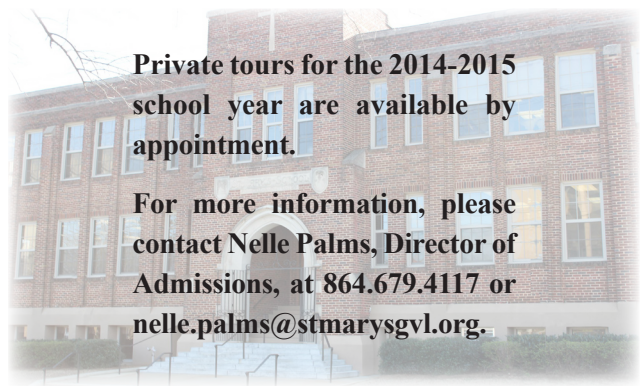 Private tours for the 2014-2015
school year are available by
appointment.
For more information, please
contact Nelle Palms, Director of
Admissions, at 864.679.4117 or
nelle.palms@stmarysgvl.org.